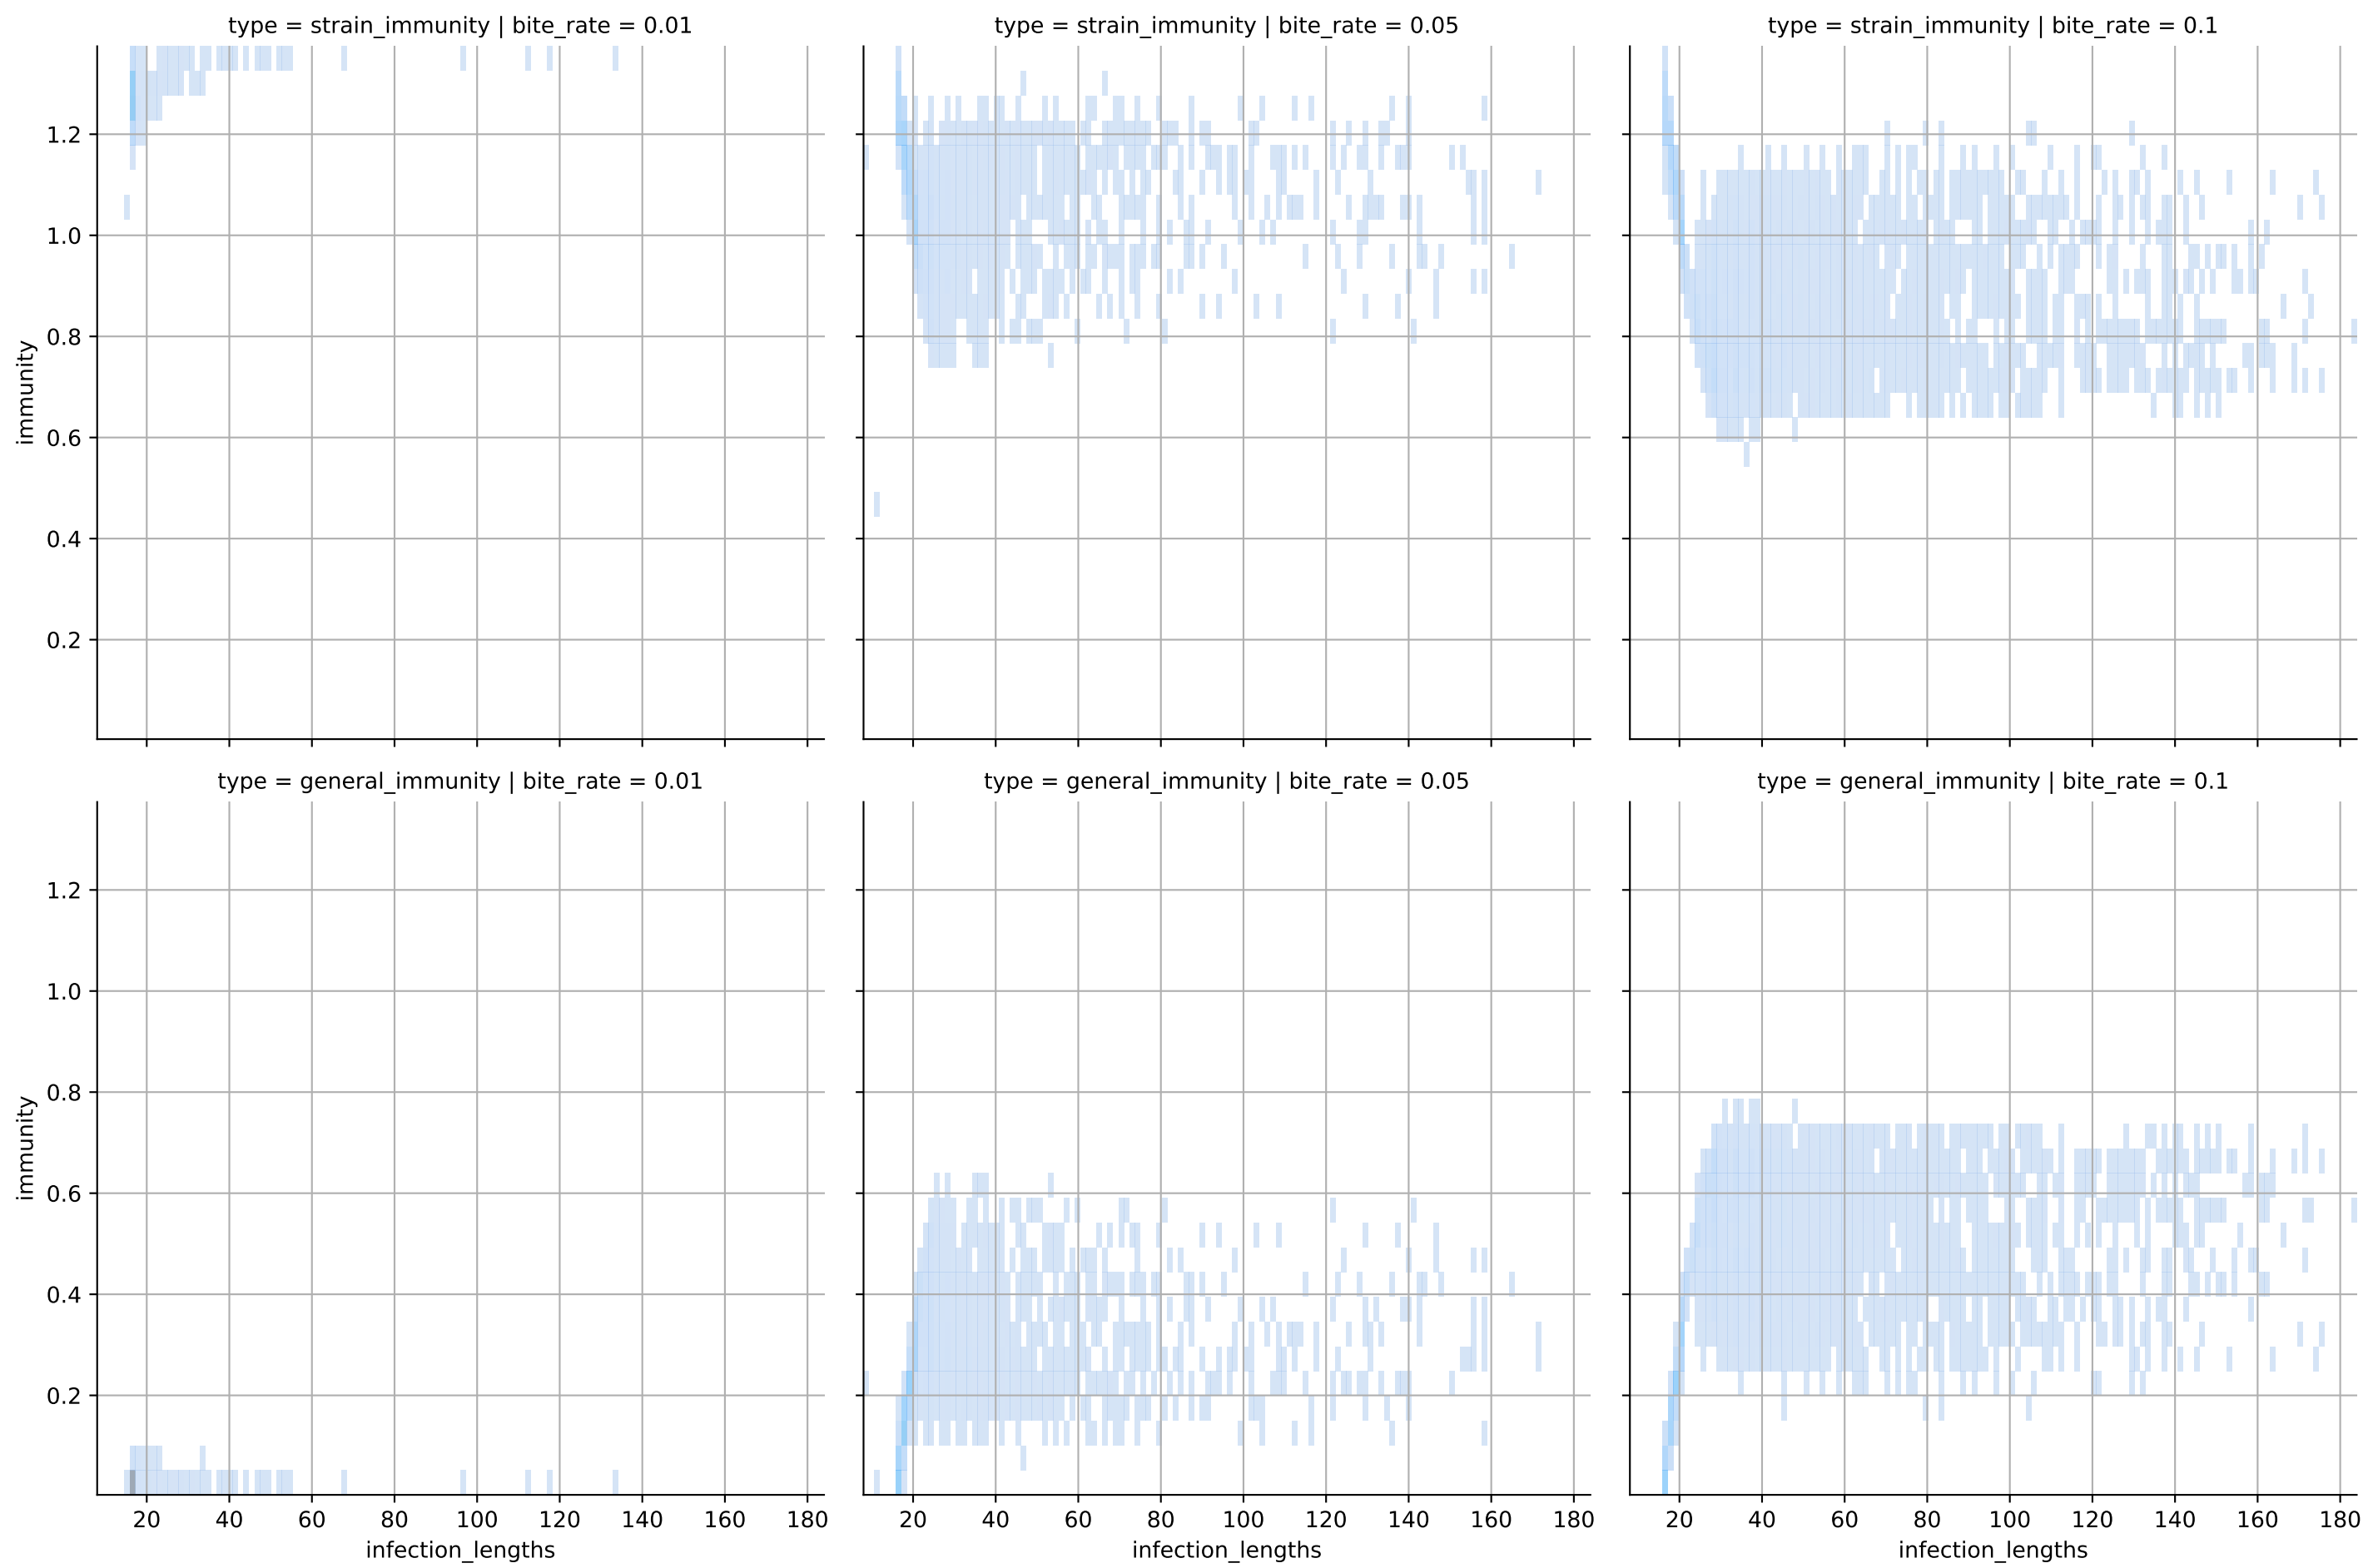 type = strain_immunity | bite_rate = 0.01
type = strain_immunity | bite_rate = 0.05
type = strain_immunity | bite_rate = 0.1
immunity
1.2
1.0
0.8
0.6
0.4
0.2
type = general_immunity | bite_rate = 0.01
type = general_immunity | bite_rate = 0.05
type = general_immunity | bite_rate = 0.1
immunity
1.2
1.0
0.8
0.6
0.4
0.2
20 40 60 80 100 120 140 160 180
20 40 60 80 100 120 140 160 180
20 40 60 80 100 120 140 160 180
infection_lengths
infection_lengths
infection_lengths